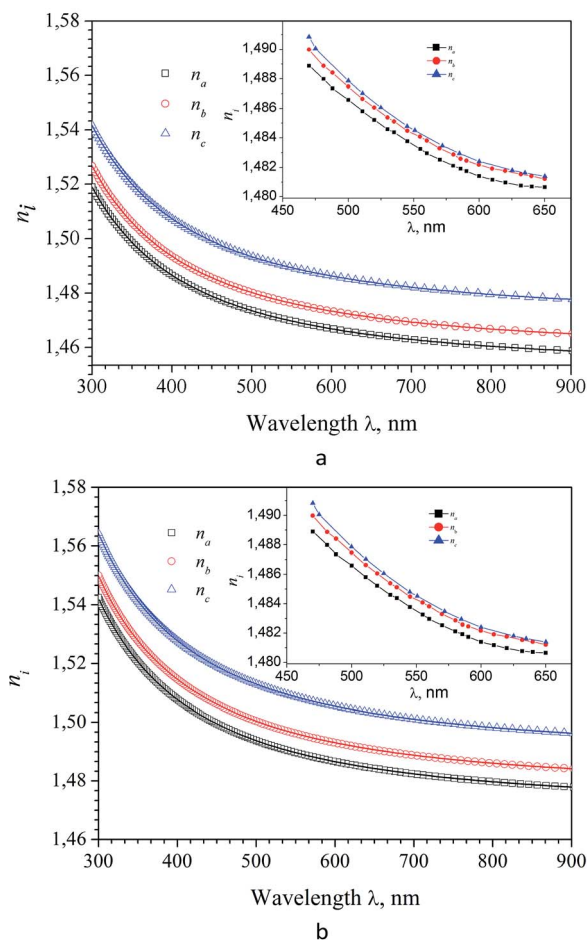 1,58
1,56
1,54
1,52
1,50
1,48
1,46
n_i
300 400 500 600 700 800 900
Wavelength λ, nm
n_a
n_b
n_c
1,490
1,488
1,486
1,484
1,482
1,480
n_i
450 500 550 600 650
λ, nm
n_a
n_b
n_c
a
1,58
1,56
1,54
1,52
1,50
1,48
1,46
n_i
300 400 500 600 700 800 900
Wavelength λ, nm
n_a
n_b
n_c
1,490
1,488
1,486
1,484
1,482
1,480
n_i
450 500 550 600 650
λ, nm
n_a
n_b
n_c
b